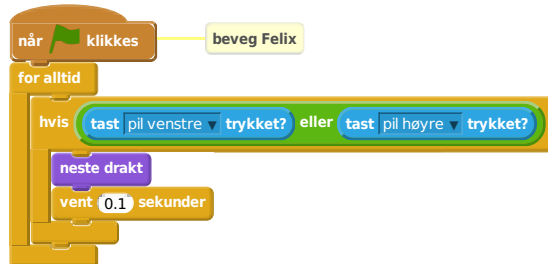 når klikkes beveg Felix
for alltid
hvis tast pil venstre trykket? eller tast pil høyre trykket?
neste drakt
vent 0.1 sekunder